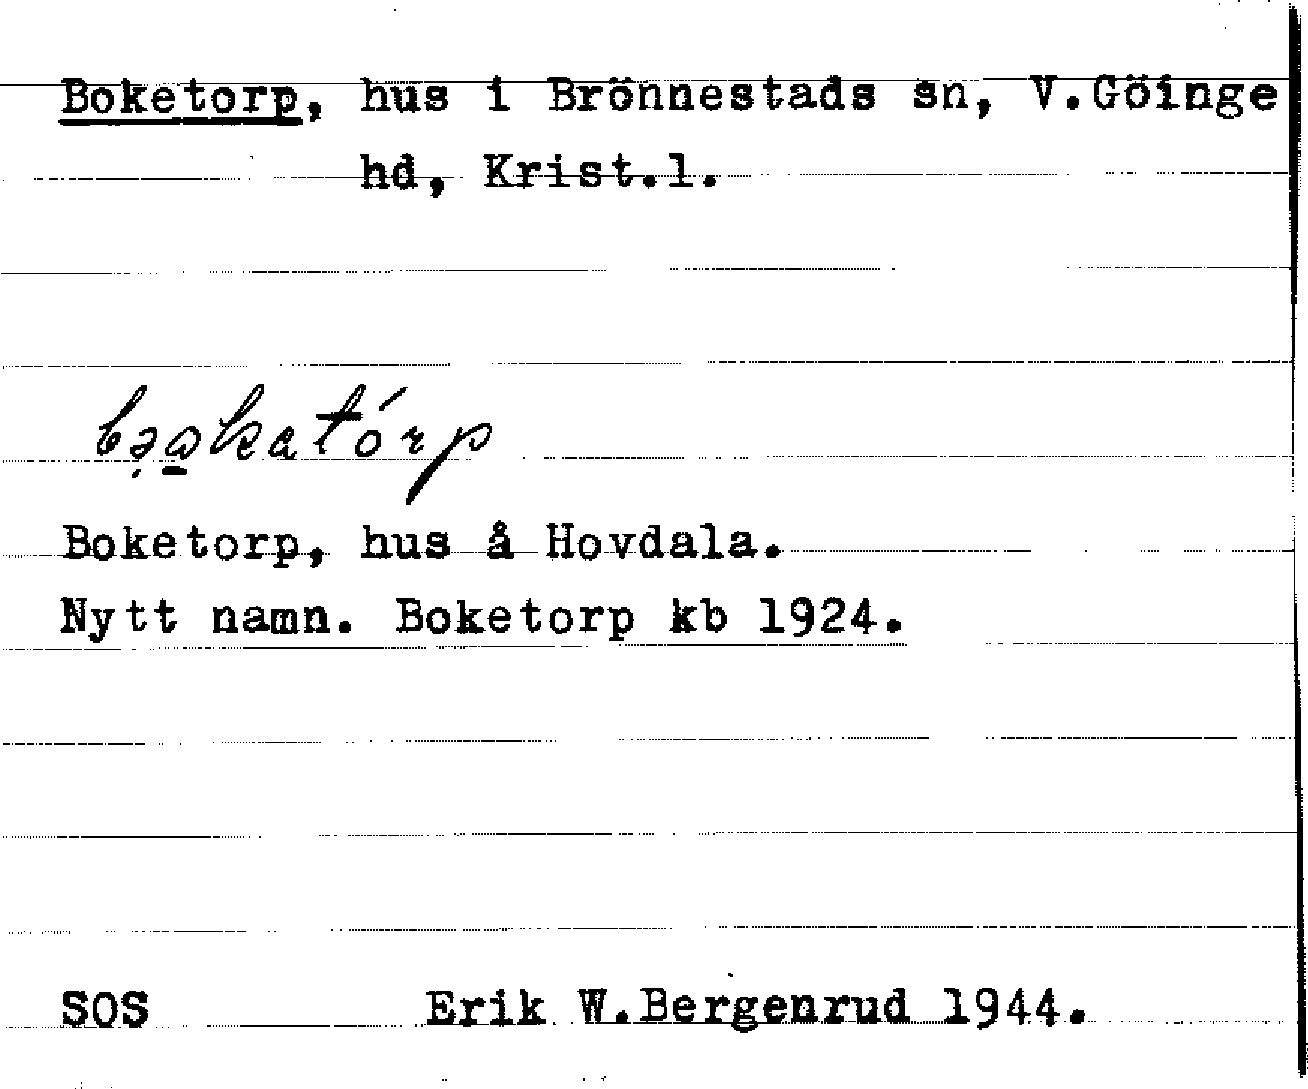 Boketorp, hus i Brönnestads sn, V.Göinge
hd, Krist.l.
Boketorp, hus å Hovdala.
Nytt namn. Boketorp kb 1924.
SOS Erik W.Bergenrud 1944.